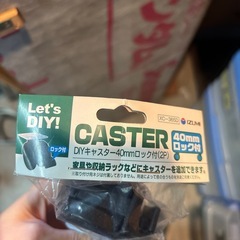 Let's
DIY!
ロック付
IZUMI
CASTER
40mm
ロック付
DIYキャスター40mmロック付(2P)
家具や収納ラックなどにキャスターを追加できます。